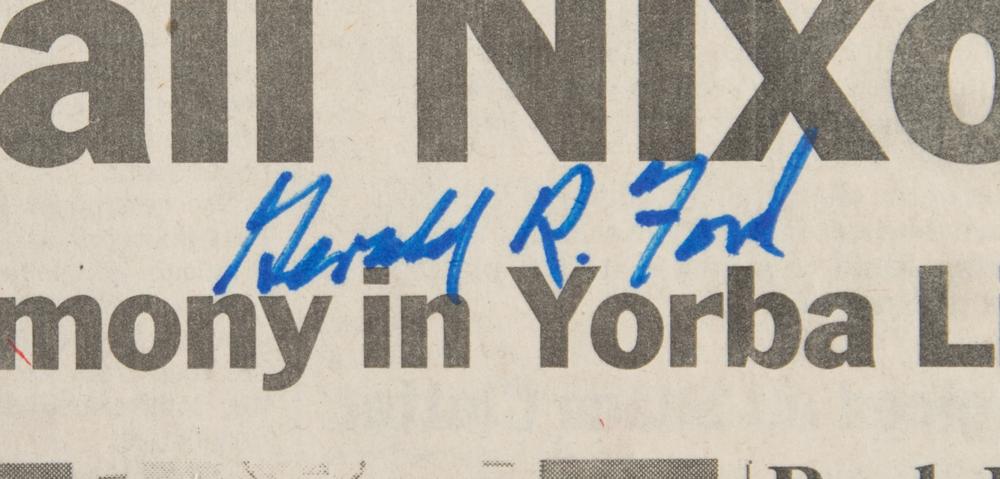 all Nixo
Gerald R. Ford
mony in Yorba L